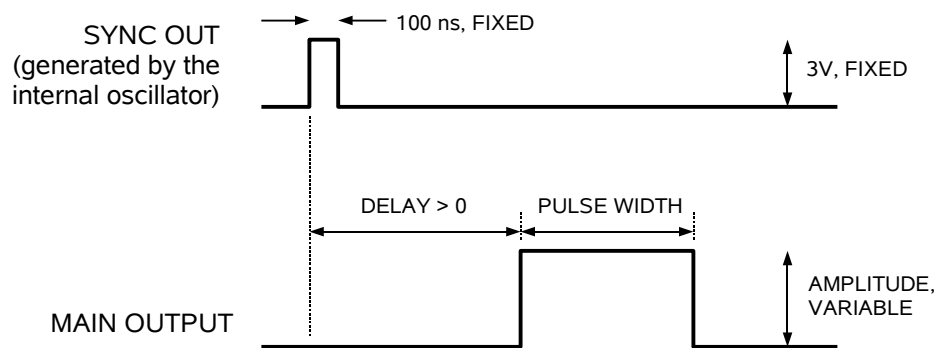 100 ns, FIXED
SYNC OUT
(generated by the
internal oscillator)
3V, FIXED
DELAY > 0
PULSE WIDTH
AMPLITUDE,
VARIABLE
MAIN OUTPUT